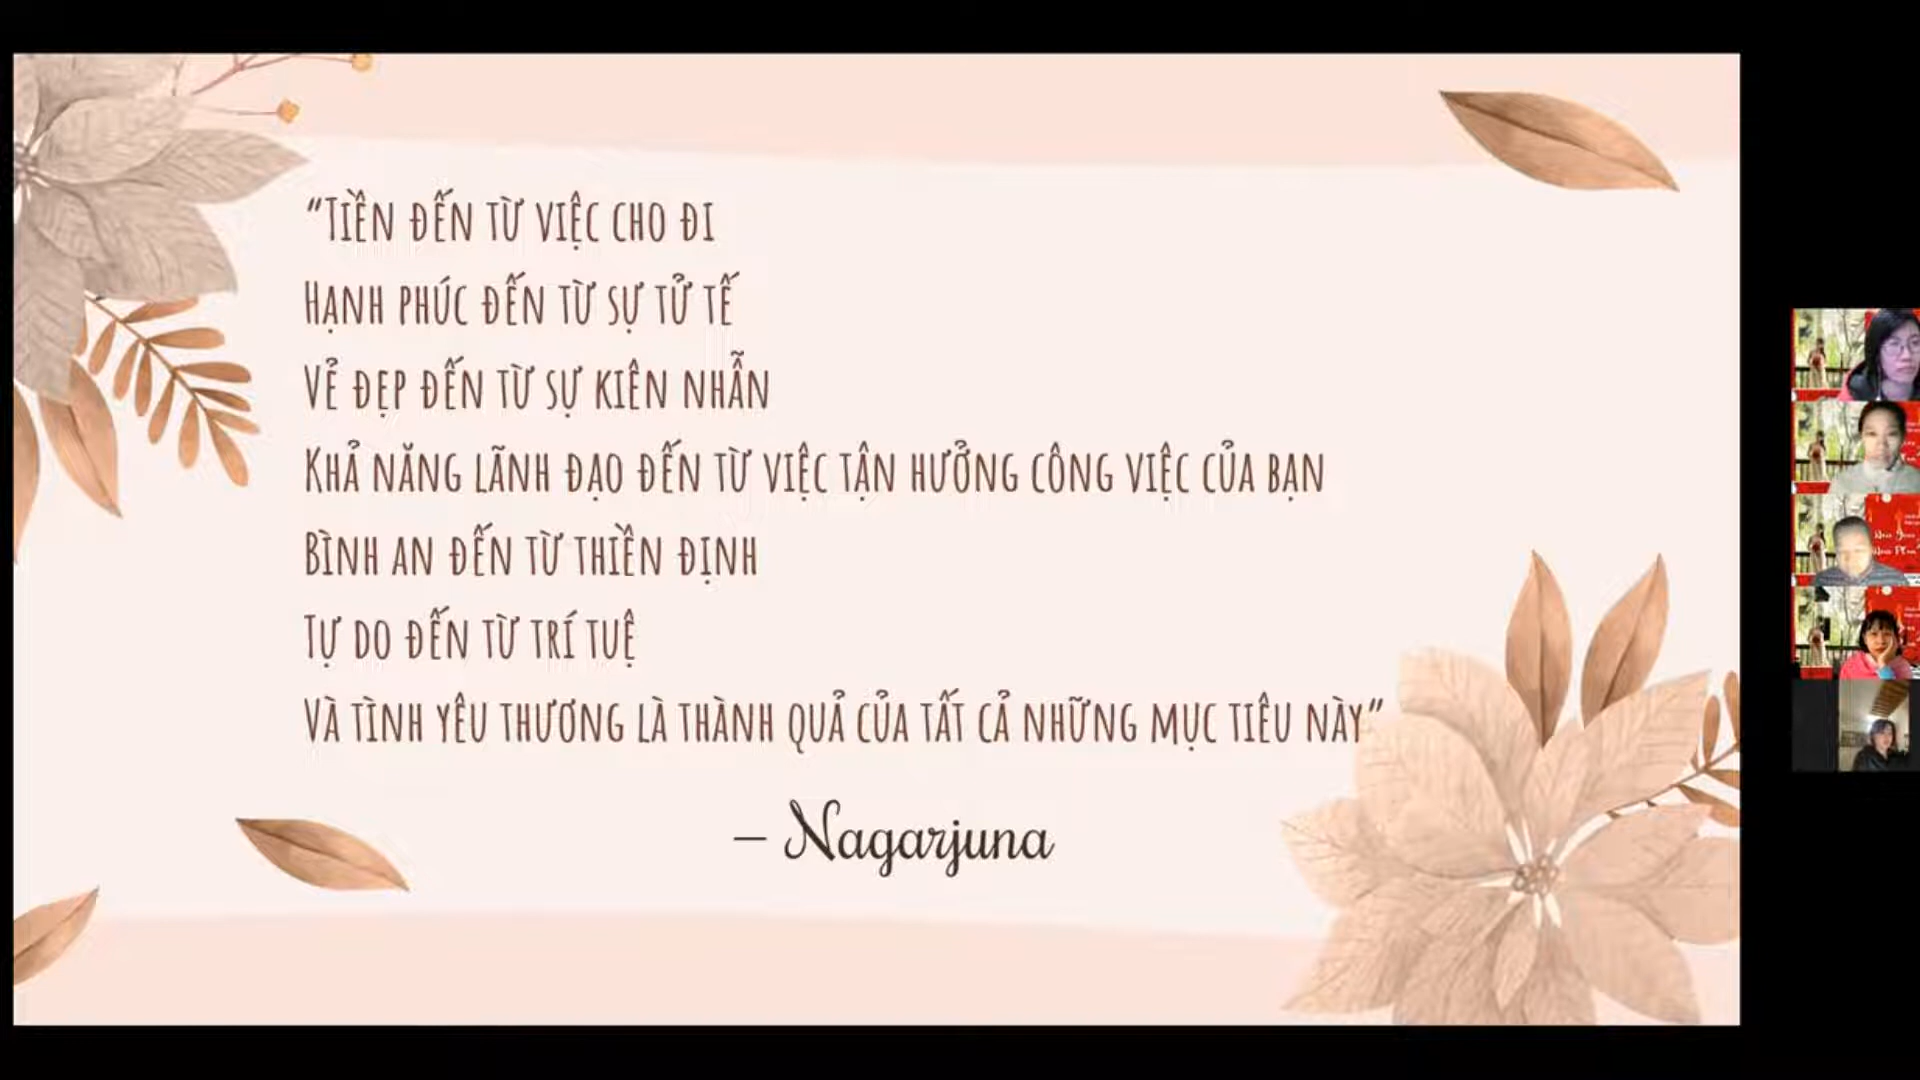 “Tiền đến từ việc cho đi
Hạnh phúc đến từ sự tử tế
Vẻ đẹp đến từ sự kiên nhẫn
Khả năng lãnh đạo đến từ việc tận hưởng công việc của bạn
Bình an đến từ thiền định
Tự do đến từ trí tuệ
Và tình yêu thương là thành quả của tất cả những mục tiêu này”
– Nagarjuna